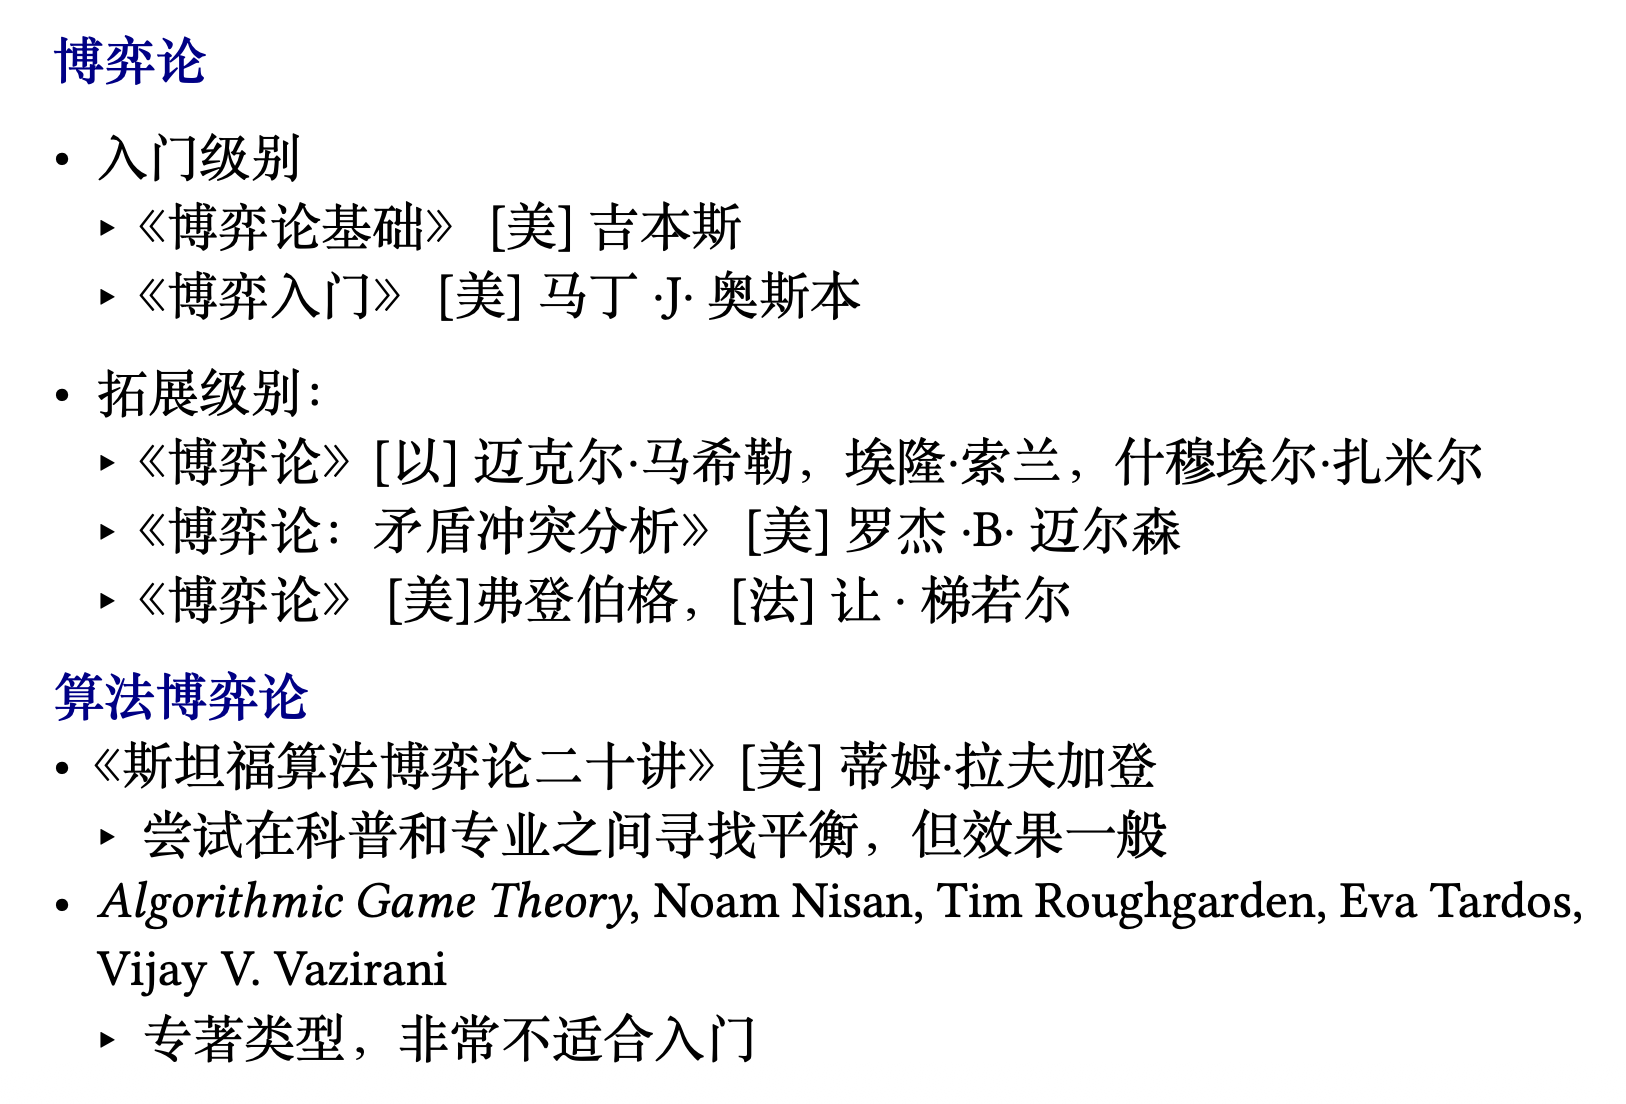 博弈论
• 入门级别
‣《博弈论基础》 [美] 吉本斯
‣《博弈入门》 [美] 马丁 ·J· 奥斯本
• 拓展级别：
‣《博弈论》[以] 迈克尔·马希勒，埃隆·索兰，什穆埃尔·扎米尔
‣《博弈论：矛盾冲突分析》 [美] 罗杰 ·B· 迈尔森
‣《博弈论》 [美]弗登伯格，[法] 让 · 梯若尔
算法博弈论
•《斯坦福算法博弈论二十讲》[美] 蒂姆·拉夫加登
‣ 尝试在科普和专业之间寻找平衡，但效果一般
• Algorithmic Game Theory, Noam Nisan, Tim Roughgarden, Eva Tardos,
Vijay V. Vazirani
‣ 专著类型，非常不适合入门